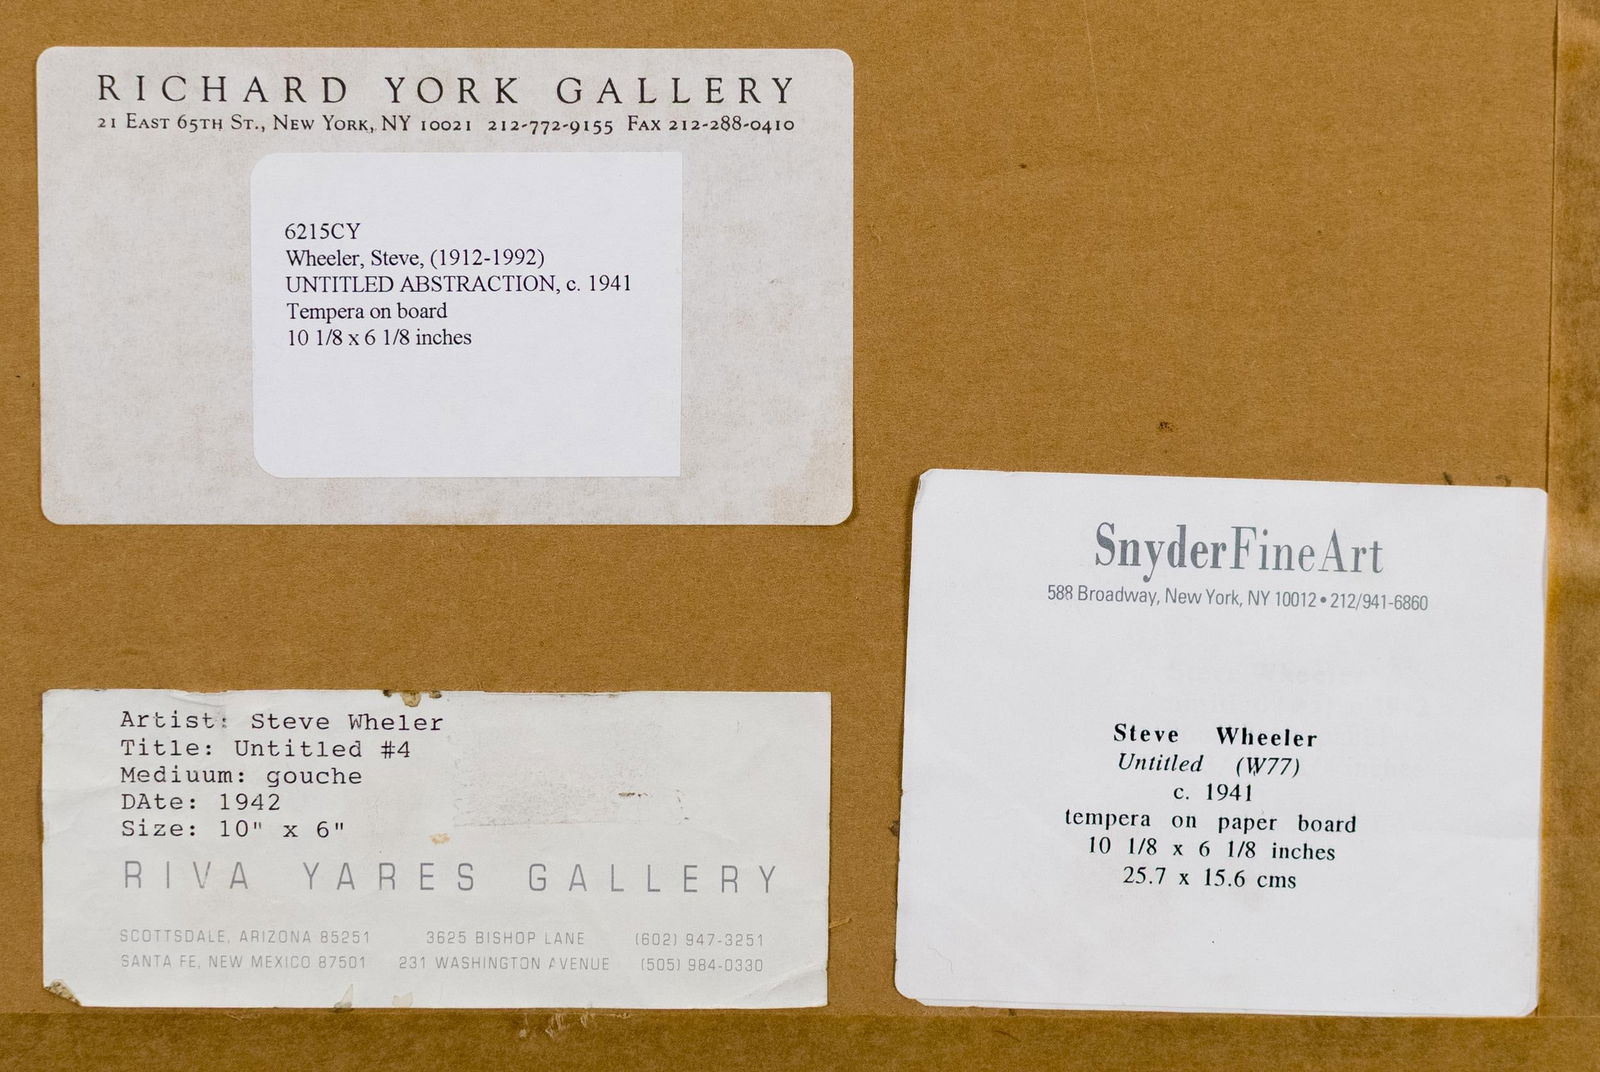 RICHARD YORK GALLERY
21 EAST 65TH ST., NEW YORK, NY 10021 212-772-9155 FAX 212-288-0410
6215CY
Wheeler, Steve, (1912-1992)
UNTITLED ABSTRACTION, c. 1941
Tempera on board
10 1/8 x 6 1/8 inches
Artist: Steve Wheler
Title: Untitled #4
Mediuum: gouche
DAte: 1942
Size: 10" x 6"
RIVA YARES GALLERY
SCOTTSDALE, ARIZONA 85251 3625 BISHOP LANE (602) 947-3251
SANTA FE, NEW MEXICO 87501 231 WASHINGTON AVENUE (505) 984-0330
SnyderFineArt
588 Broadway, New York, NY 10012 • 212/941-6860
Steve Wheeler
Untitled (W77)
c. 1941
tempera on paper board
10 1/8 x 6 1/8 inches
25.7 x 15.6 cms